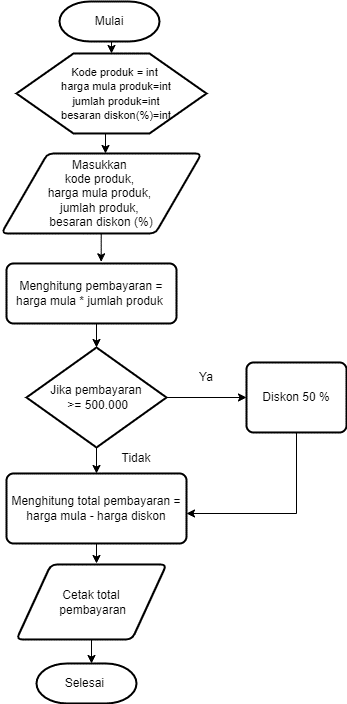 Mulai
Kode produk = int
harga mula produk=int
jumlah produk=int
besaran diskon(%)=int
Masukkan
kode produk,
harga mula produk,
jumlah produk,
besaran diskon (%)
Menghitung pembayaran =
harga mula * jumlah produk
Jika pembayaran
>= 500.000
Ya
Diskon 50 %
Tidak
Menghitung total pembayaran =
harga mula - harga diskon
Cetak total
pembayaran
Selesai